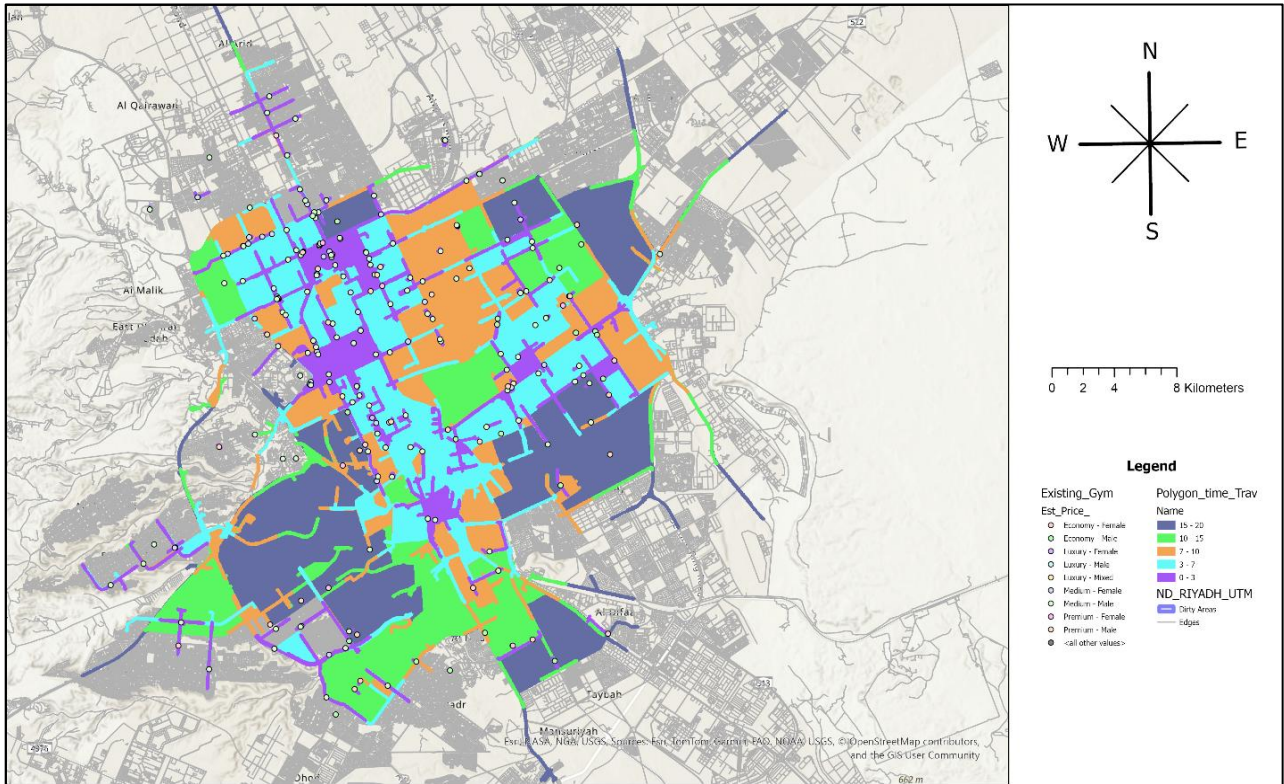 Al Arid
522
Al Qairawan
N
W
E
S
Al Malik
East
0 2 4 8 Kilometers
Legend
Existing_Gym
Est_Price_
Economy - Female
Economy - Male
Luxury - Female
Luxury - Male
Luxury - Mixed
Medium - Female
Medium - Male
Premium - Female
Premium - Male
<all other values>
Polygon_time_Trav
Name
15 - 20
10 - 15
7 - 10
3 - 7
0 - 3
ND_RIYADH_UTM
Dirty Areas
Edges
Taybah
Mansuriyah
Esri, NASA, NGA, USGS, Sources: Esri, TomTom, Garmin, FAO, NOAA, USGS, © OpenStreetMap contributors,
and the GIS User Community
662 m